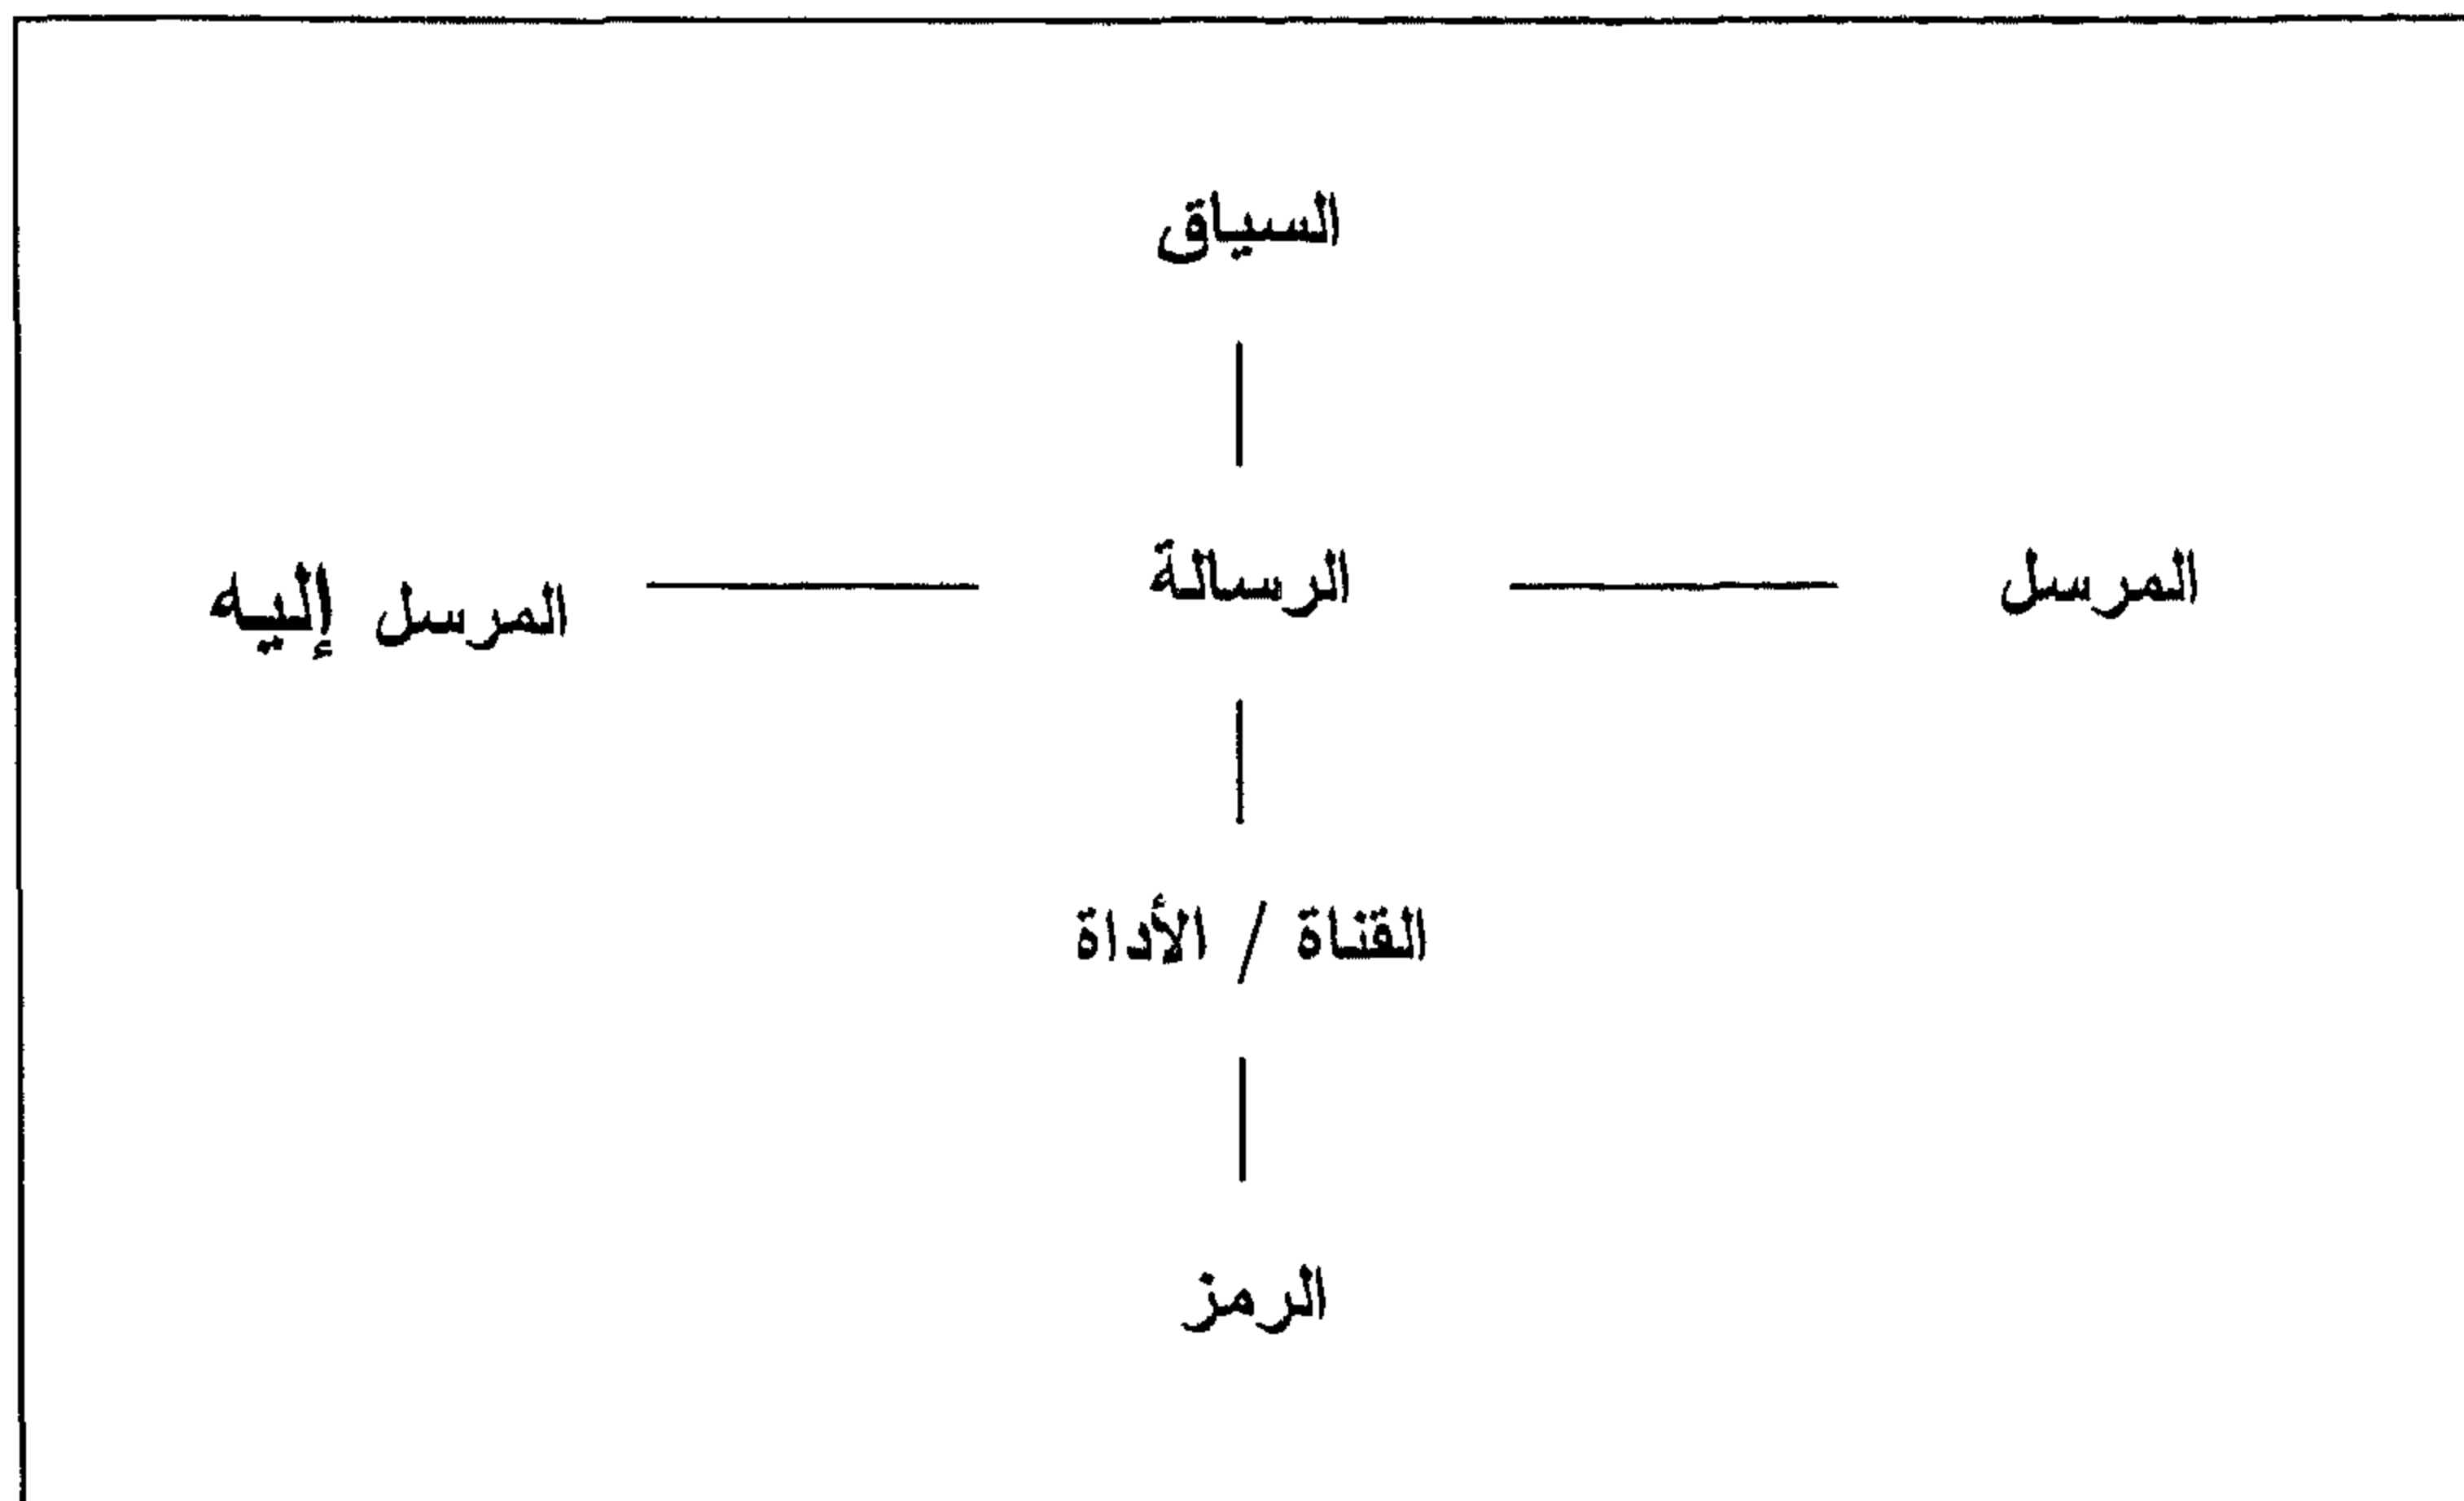 السياق
المرسل
الرسالة
المرسل إليه
القناة / الأداة
الرمز